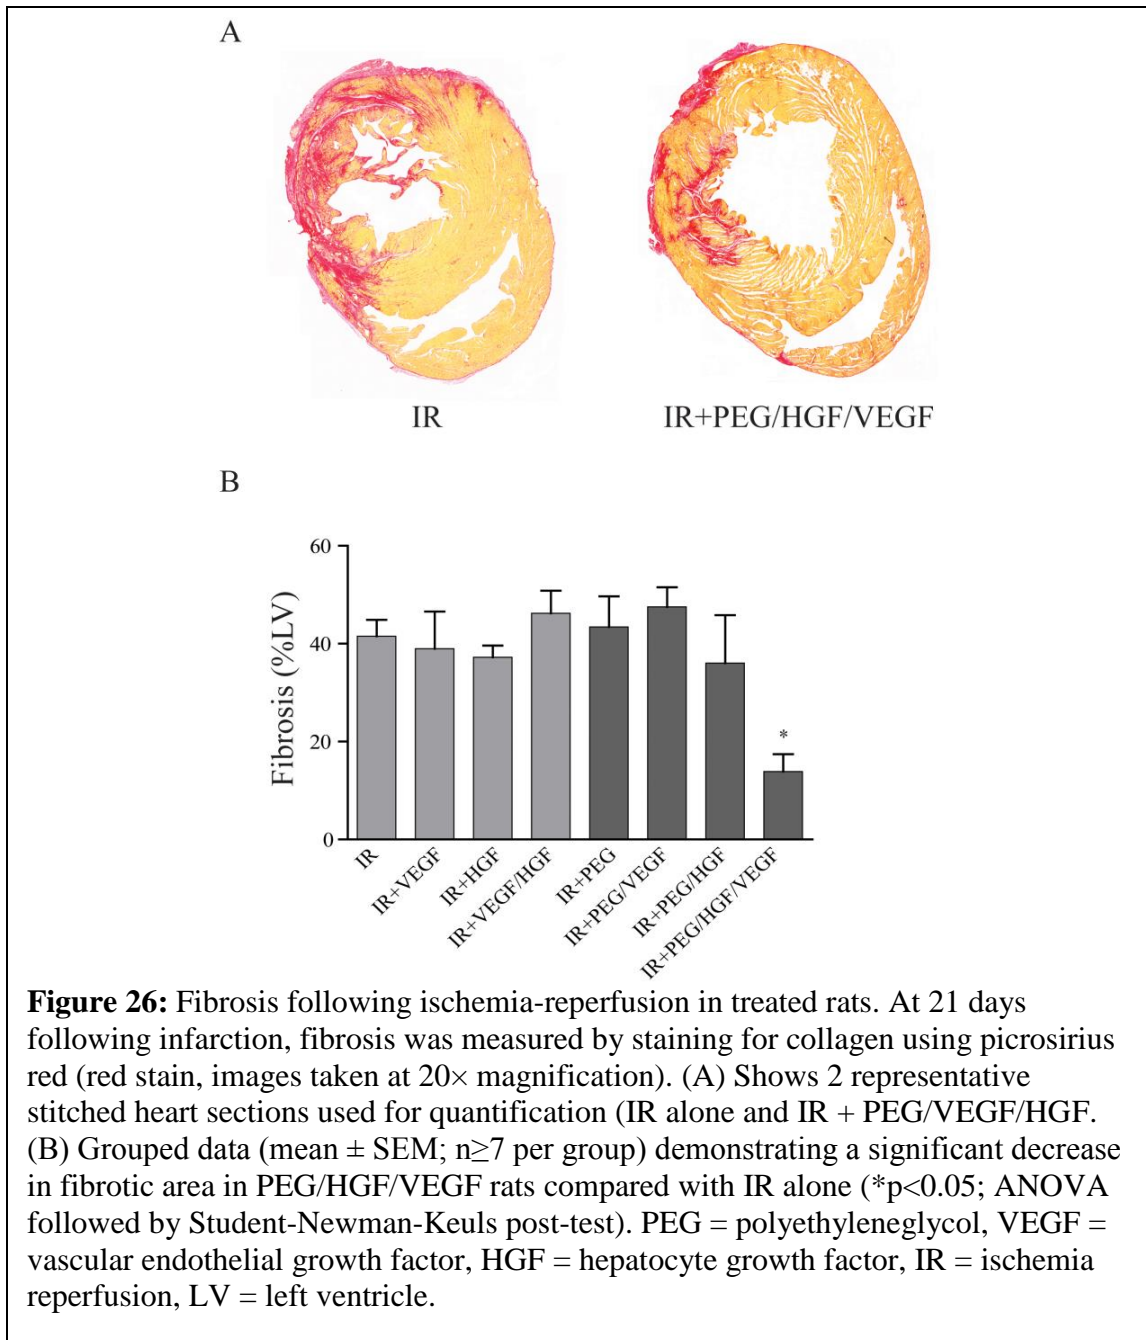 A
IR
IR+PEG/HGF/VEGF
B
Fibrosis (%LV)
60
40
20
0
*
IR
IR+VEGF
IR+HGF
IR+VEGF/HGF
IR+PEG
IR+PEG/VEGF
IR+PEG/HGF
IR+PEG/HGF/VEGF
Figure 26: Fibrosis following ischemia-reperfusion in treated rats. At 21 days
following infarction, fibrosis was measured by staining for collagen using picrosirius
red (red stain, images taken at 20× magnification). (A) Shows 2 representative
stitched heart sections used for quantification (IR alone and IR + PEG/VEGF/HGF.
(B) Grouped data (mean ± SEM; n≥7 per group) demonstrating a significant decrease
in fibrotic area in PEG/HGF/VEGF rats compared with IR alone (*p<0.05; ANOVA
followed by Student-Newman-Keuls post-test). PEG = polyethyleneglycol, VEGF =
vascular endothelial growth factor, HGF = hepatocyte growth factor, IR = ischemia
reperfusion, LV = left ventricle.